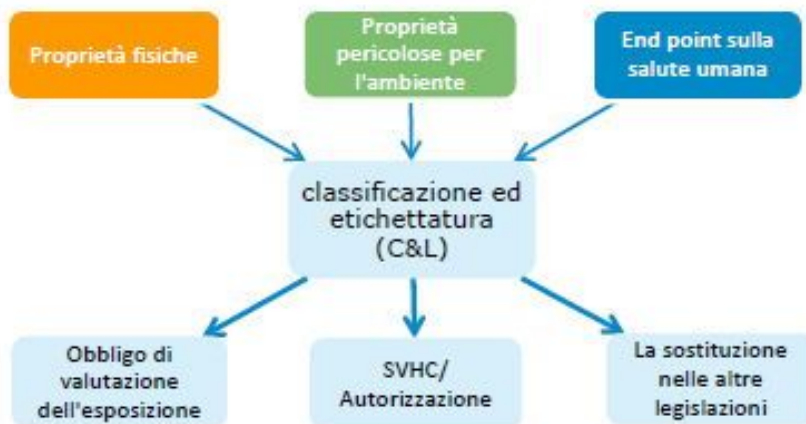 Proprietà fisiche
Proprietà
pericolose per
l'ambiente
End point sulla
salute umana
classificazione ed
etichettatura
(C&L)
Obbligo di
valutazione
dell'esposizione
SVHC/
Autorizzazione
La sostituzione
nelle altre
legislazioni